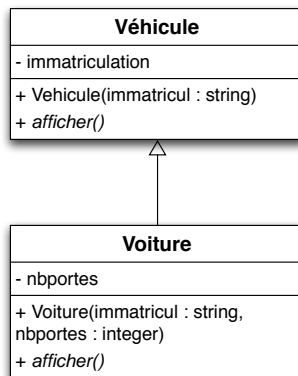 Véhicule
- immatriculation
+ Vehicule(immatricul : string)
+ afficher()
Voiture
- nbportes
+ Voiture(immatricul : string,
nbportes : integer)
+ afficher()